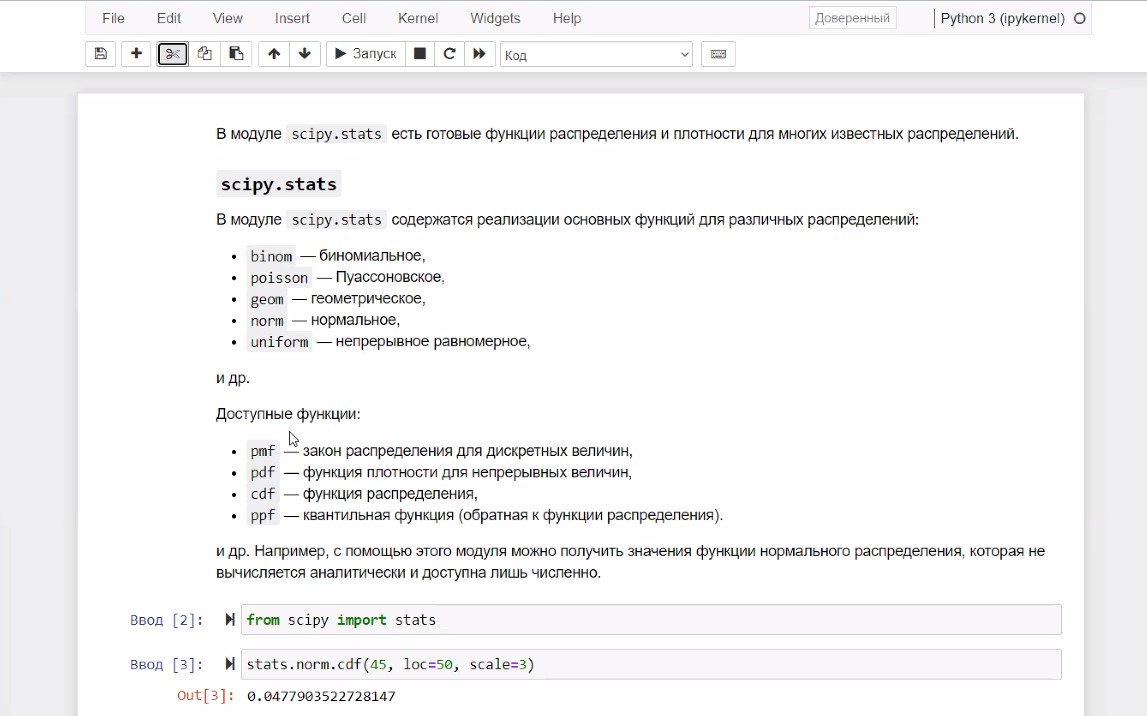 File Edit View Insert Cell Kernel Widgets Help Доверенный Python 3 (ipykernel)
Запуск Код
В модуле scipy.stats есть готовые функции распределения и плотности для многих известных распределений.
scipy.stats
В модуле scipy.stats содержатся реализации основных функций для различных распределений:
• binom — биномиальное,
• poisson — Пуассоновское,
• geom — геометрическое,
• norm — нормальное,
• uniform — непрерывное равномерное,
и др.
Доступные функции:
• pmf — закон распределения для дискретных величин,
• pdf — функция плотности для непрерывных величин,
• cdf — функция распределения,
• ppf — квантильная функция (обратная к функции распределения).
и др. Например, с помощью этого модуля можно получить значения функции нормального распределения, которая не
вычисляется аналитически и доступна лишь численно.
Ввод [2]: from scipy import stats
Ввод [3]: stats.norm.cdf(45, loc=50, scale=3)
Out[3]: 0.0477903522728147